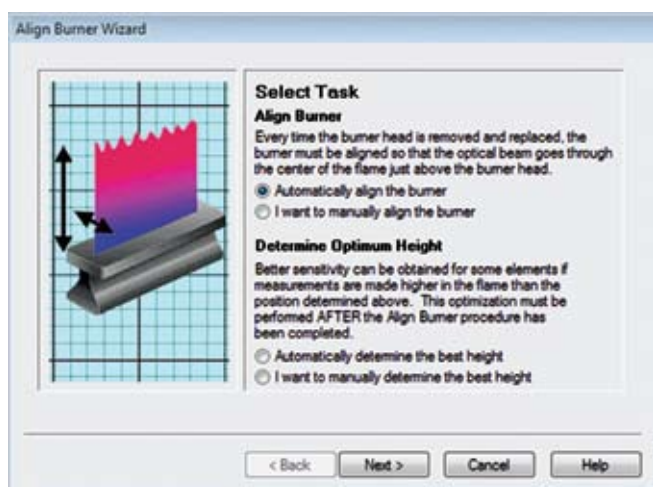 Align Burner Wizard
Select Task
Align Burner
Every time the burner head is removed and replaced, the
burner must be aligned so that the optical beam goes through
the center of the flame just above the burner head.
Automatically align the burner
I want to manually align the burner
Determine Optimum Height
Better sensitivity can be obtained for some elements if
measurements are made higher in the flame than the
position determined above. This optimization must be
performed AFTER the Align Burner procedure has
been completed.
Automatically determine the best height
I want to manually determine the best height
< Back
Next >
Cancel
Help